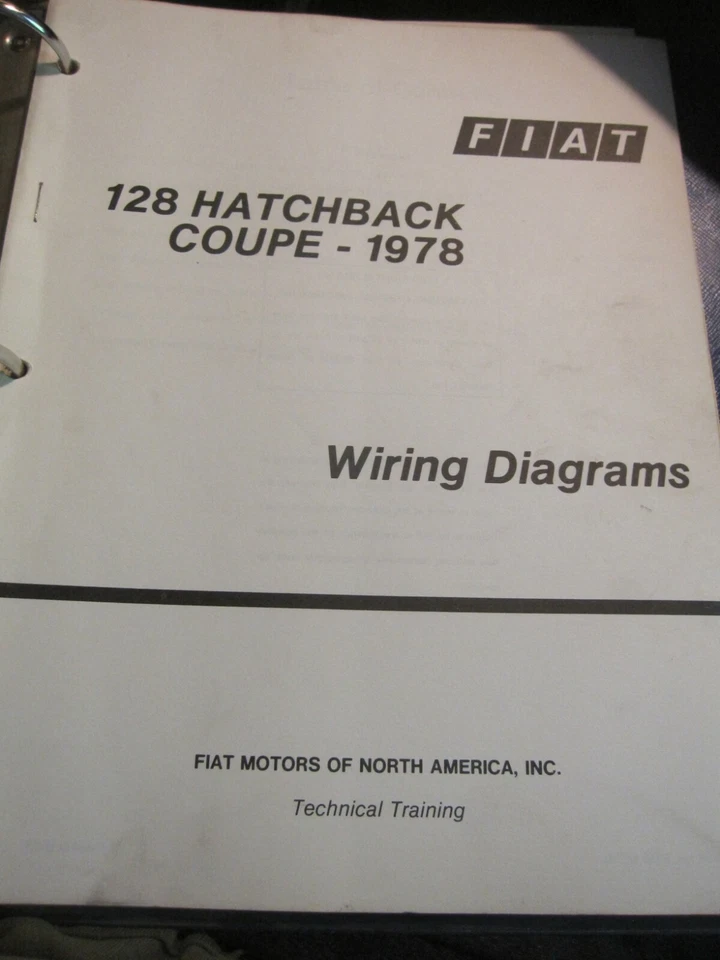 FIAT
128 HATCHBACK
COUPE - 1978
Wiring Diagrams
FIAT MOTORS OF NORTH AMERICA, INC.
Technical Training